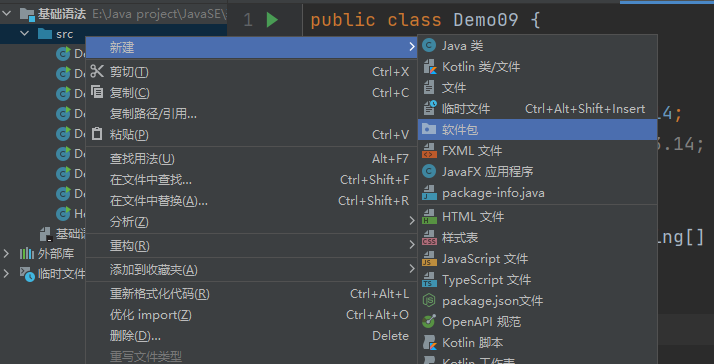 基础语法 E:\Java project\JavaSE\
src
De
De
De
De
De
De
De
He
基础语
外部库
临时文件
1
public class Demo09 {
14;
3.14;
ing[]
新建
剪切(T) Ctrl+X
复制(C) Ctrl+C
复制路径/引用...
粘贴(P) Ctrl+V
查找用法(U) Alt+F7
在文件中查找... Ctrl+Shift+F
在文件中替换(A)... Ctrl+Shift+R
分析(Z)
重构(R)
添加到收藏夹(A)
重新格式化代码(R) Ctrl+Alt+L
优化 import(Z) Ctrl+Alt+O
删除(D)... Delete
重写文件类型
Java 类
Kotlin 类/文件
文件
临时文件 Ctrl+Alt+Shift+Insert
软件包
FXML 文件
JavaFX 应用程序
package-info.java
HTML 文件
样式表
JavaScript 文件
TypeScript 文件
package.json文件
OpenAPI 规范
Kotlin 脚本
Kotlin 工作表